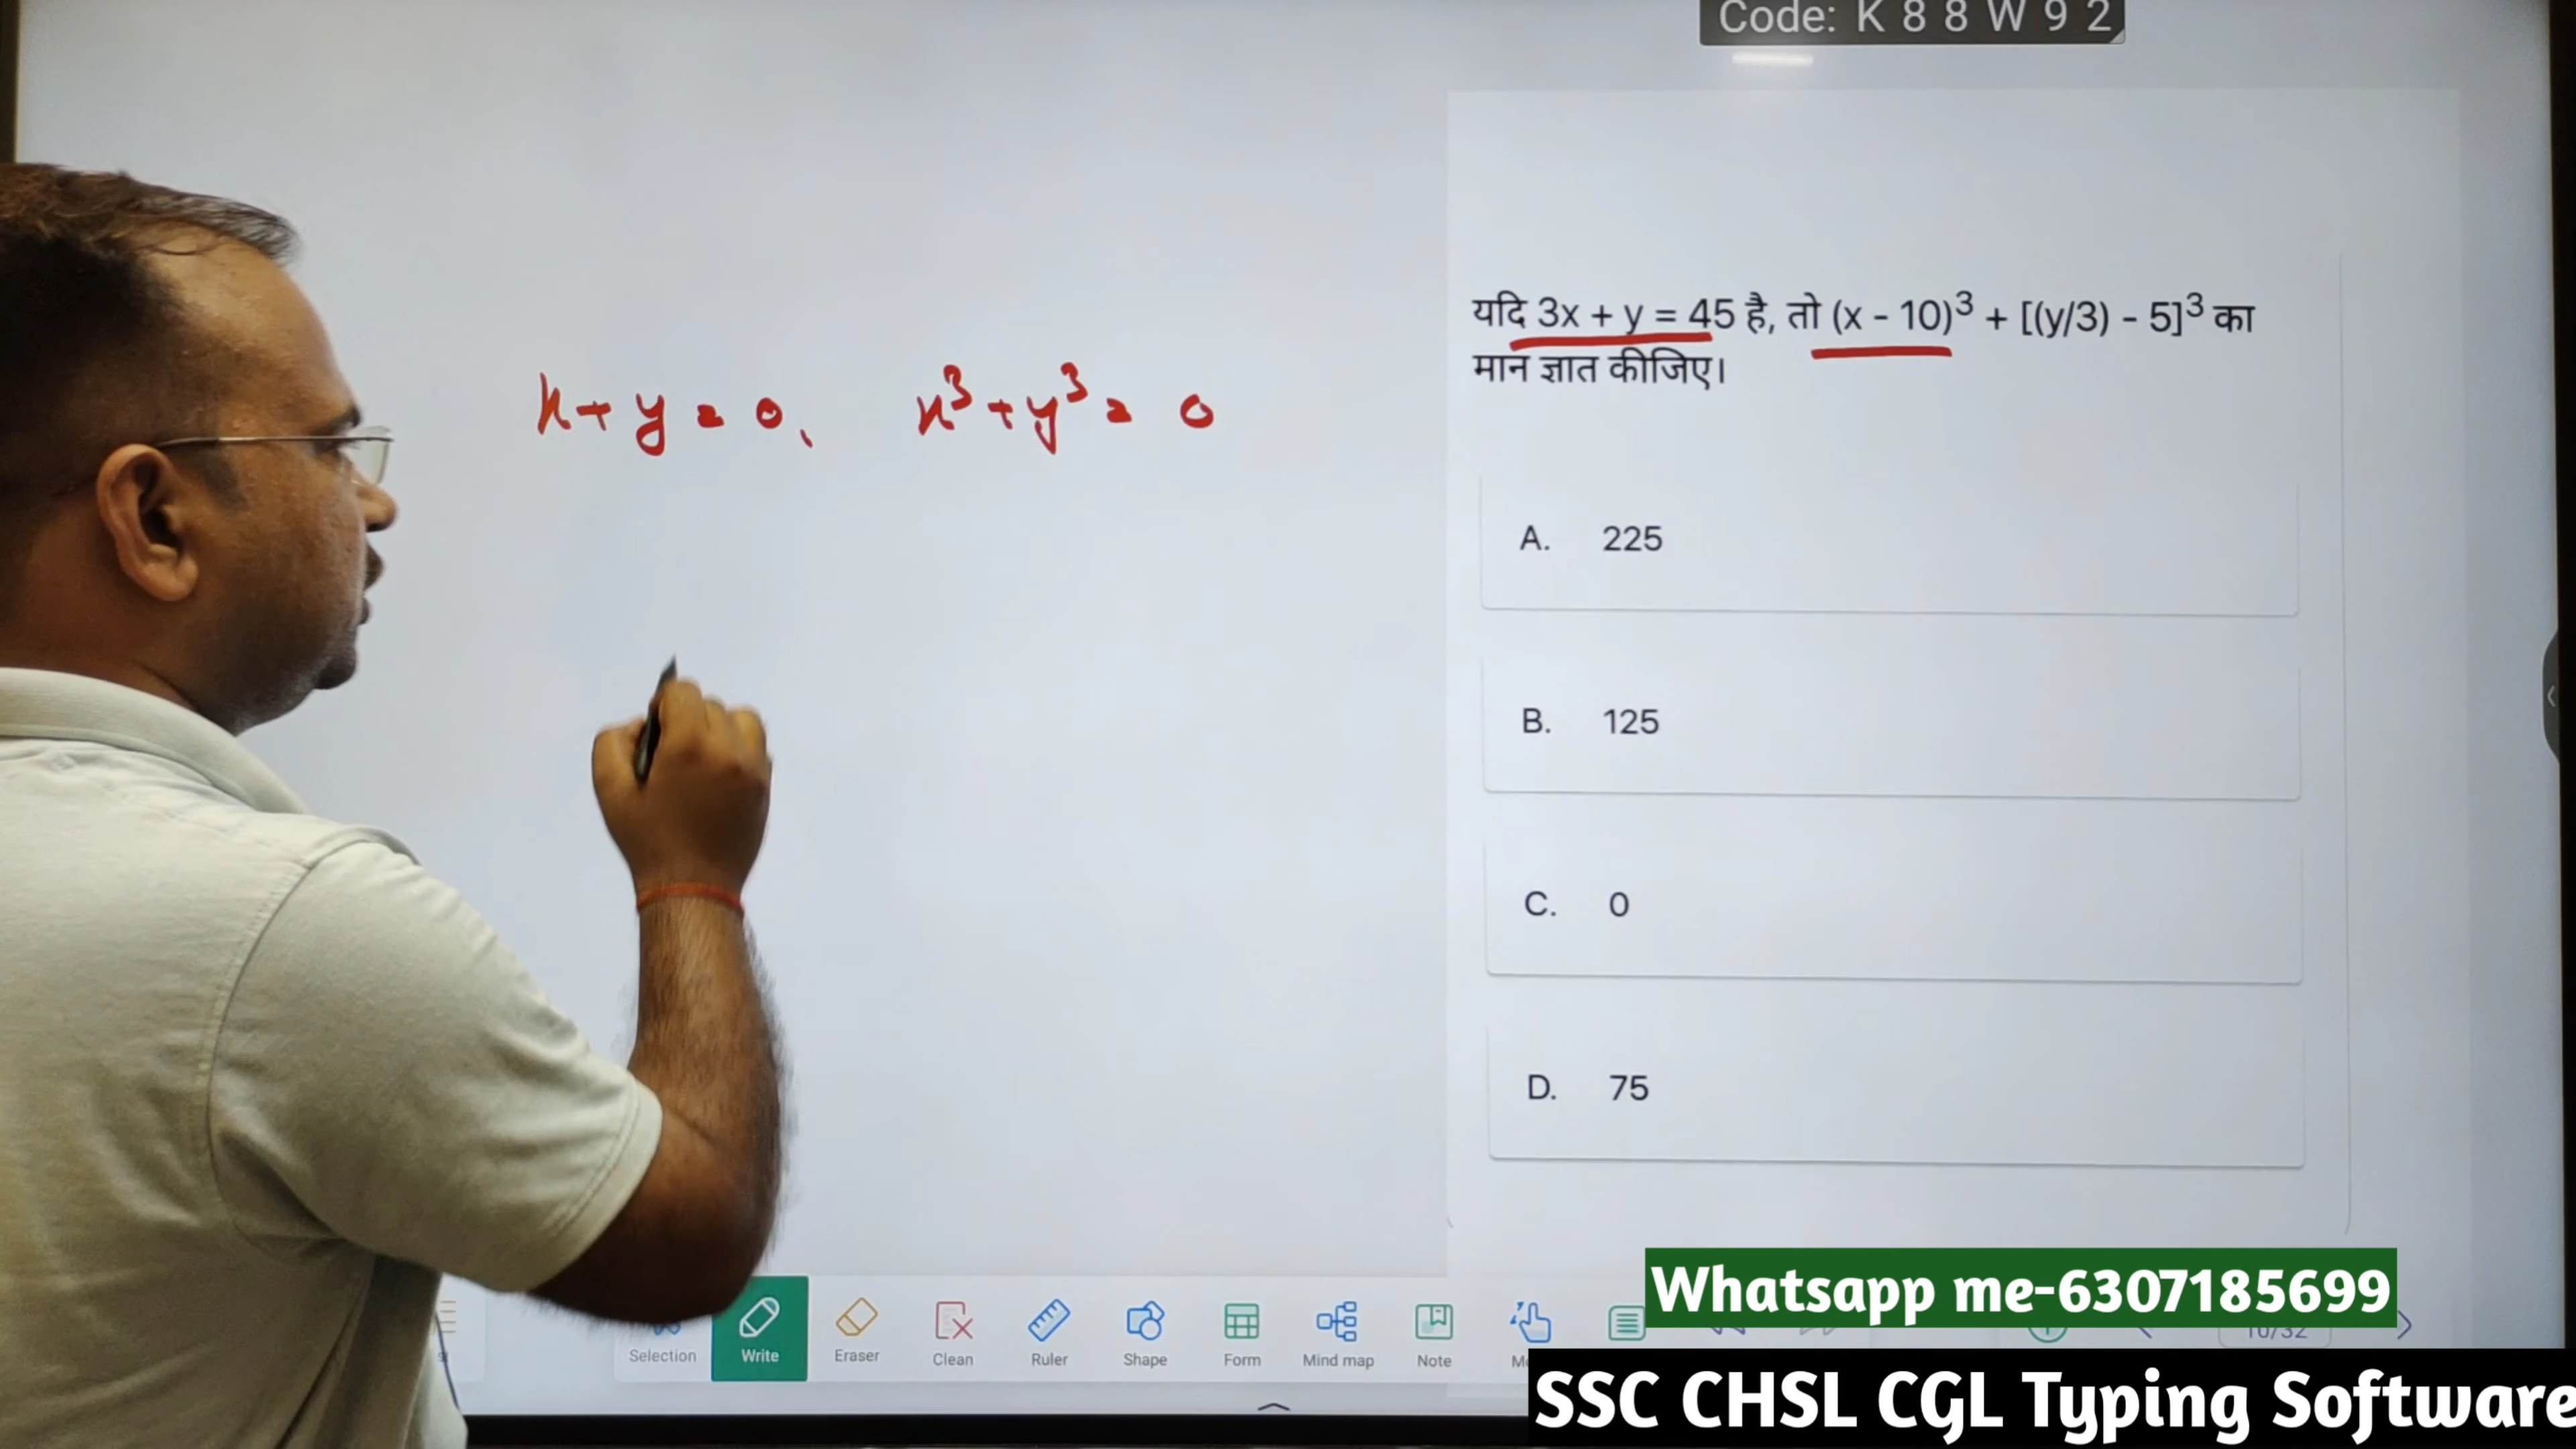 Code: K 8 8 W 9 2
यदि 3x + y = 45 है, तो (x - 10)³ + [(y/3) - 5]³ का
मान ज्ञात कीजिए।
x + y = 0, x³ + y³ = 0
A. 225
B. 125
C. 0
D. 75
Whatsapp me-6307185699
Selection Write Eraser Clean Ruler Shape Form Mind map Note
10/32
SSC CHSL CGL Typing Software